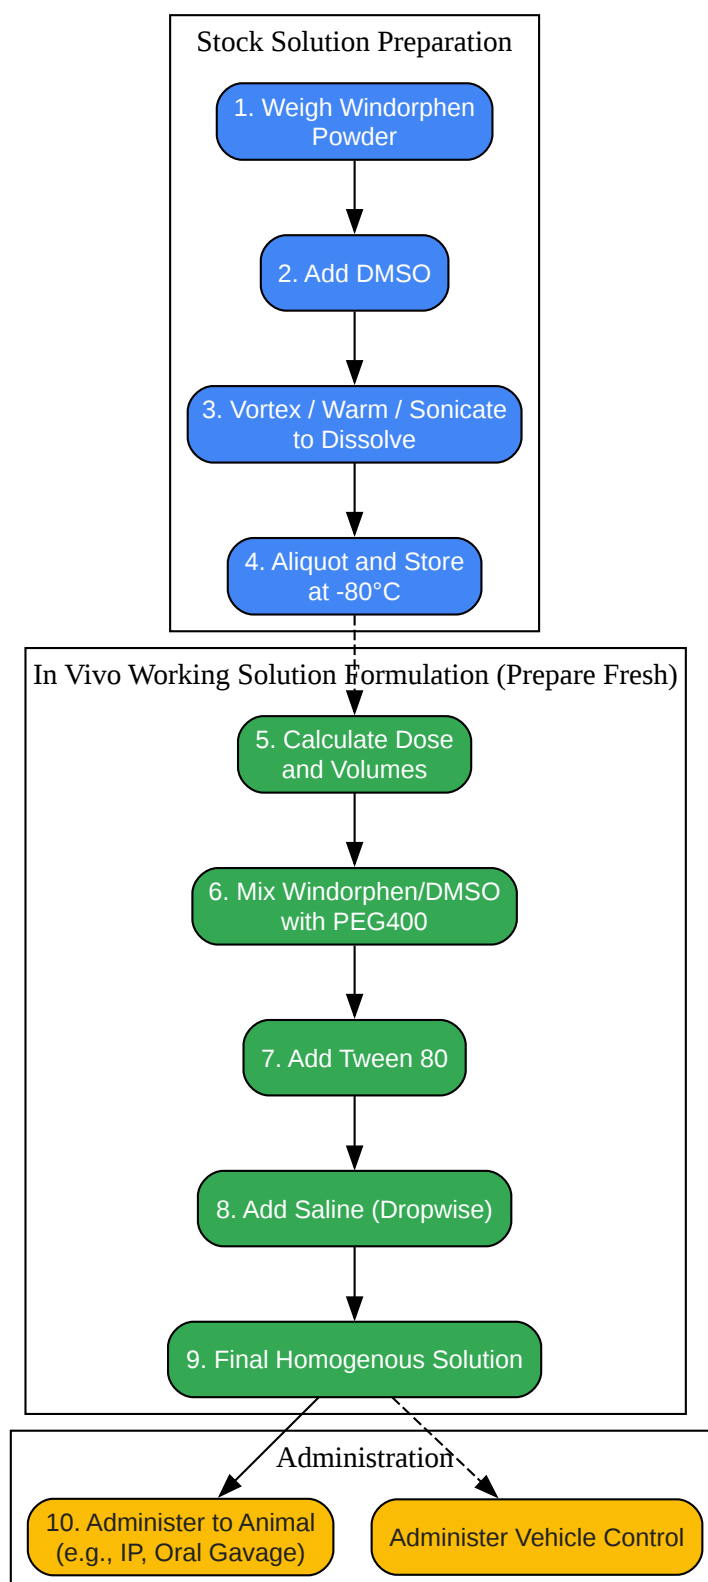 Stock Solution Preparation
1. Weigh Windorphen
Powder
2. Add DMSO
3. Vortex / Warm / Sonicate
to Dissolve
4. Aliquot and Store
at -80°C
In Vivo Working Solution Formulation (Prepare Fresh)
5. Calculate Dose
and Volumes
6. Mix Windorphen/DMSO
with PEG400
7. Add Tween 80
8. Add Saline (Dropwise)
9. Final Homogenous Solution
Administration
10. Administer to Animal
(e.g., IP, Oral Gavage)
Administer Vehicle Control